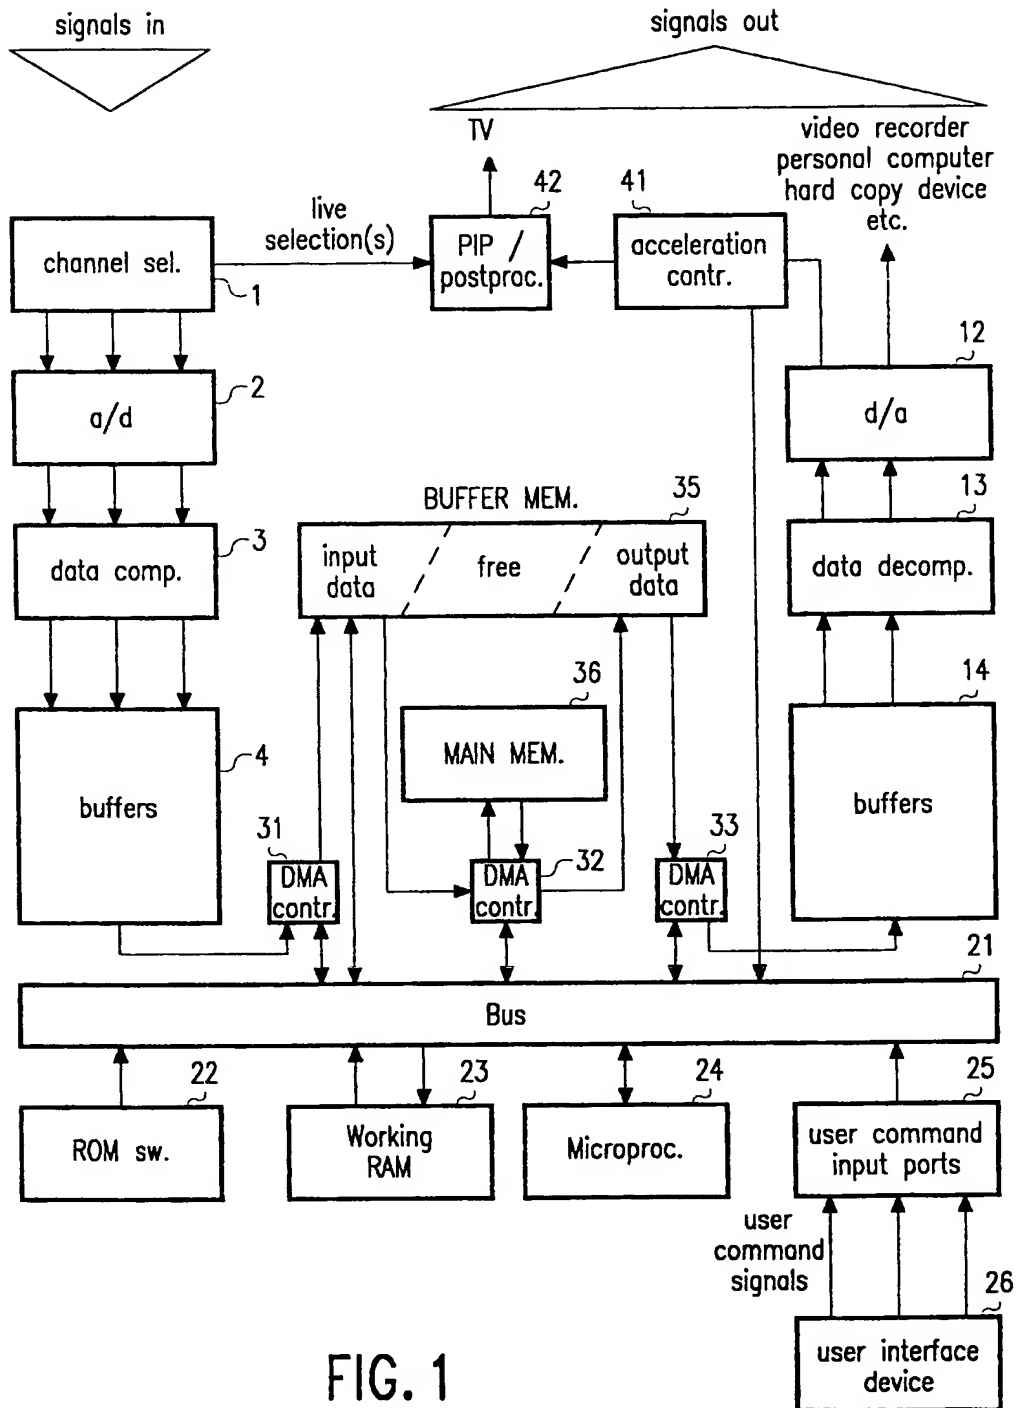 signals in
signals out
TV
video recorder
personal computer
hard copy device
etc.
live
selection(s)
42
41
channel sel.
1
PIP /
postproc.
acceleration
contr.
12
2
a/d
d/a
BUFFER MEM.
35
13
3
data comp.
input
data
free
output
data
data decomp.
36
14
4
buffers
MAIN MEM.
buffers
31
32
33
DMA
contr.
DMA
contr.
DMA
contr.
21
Bus
22
23
24
25
ROM sw.
Working
RAM
Microproc.
user command
input ports
user
command
signals
26
user interface
device
FIG. 1